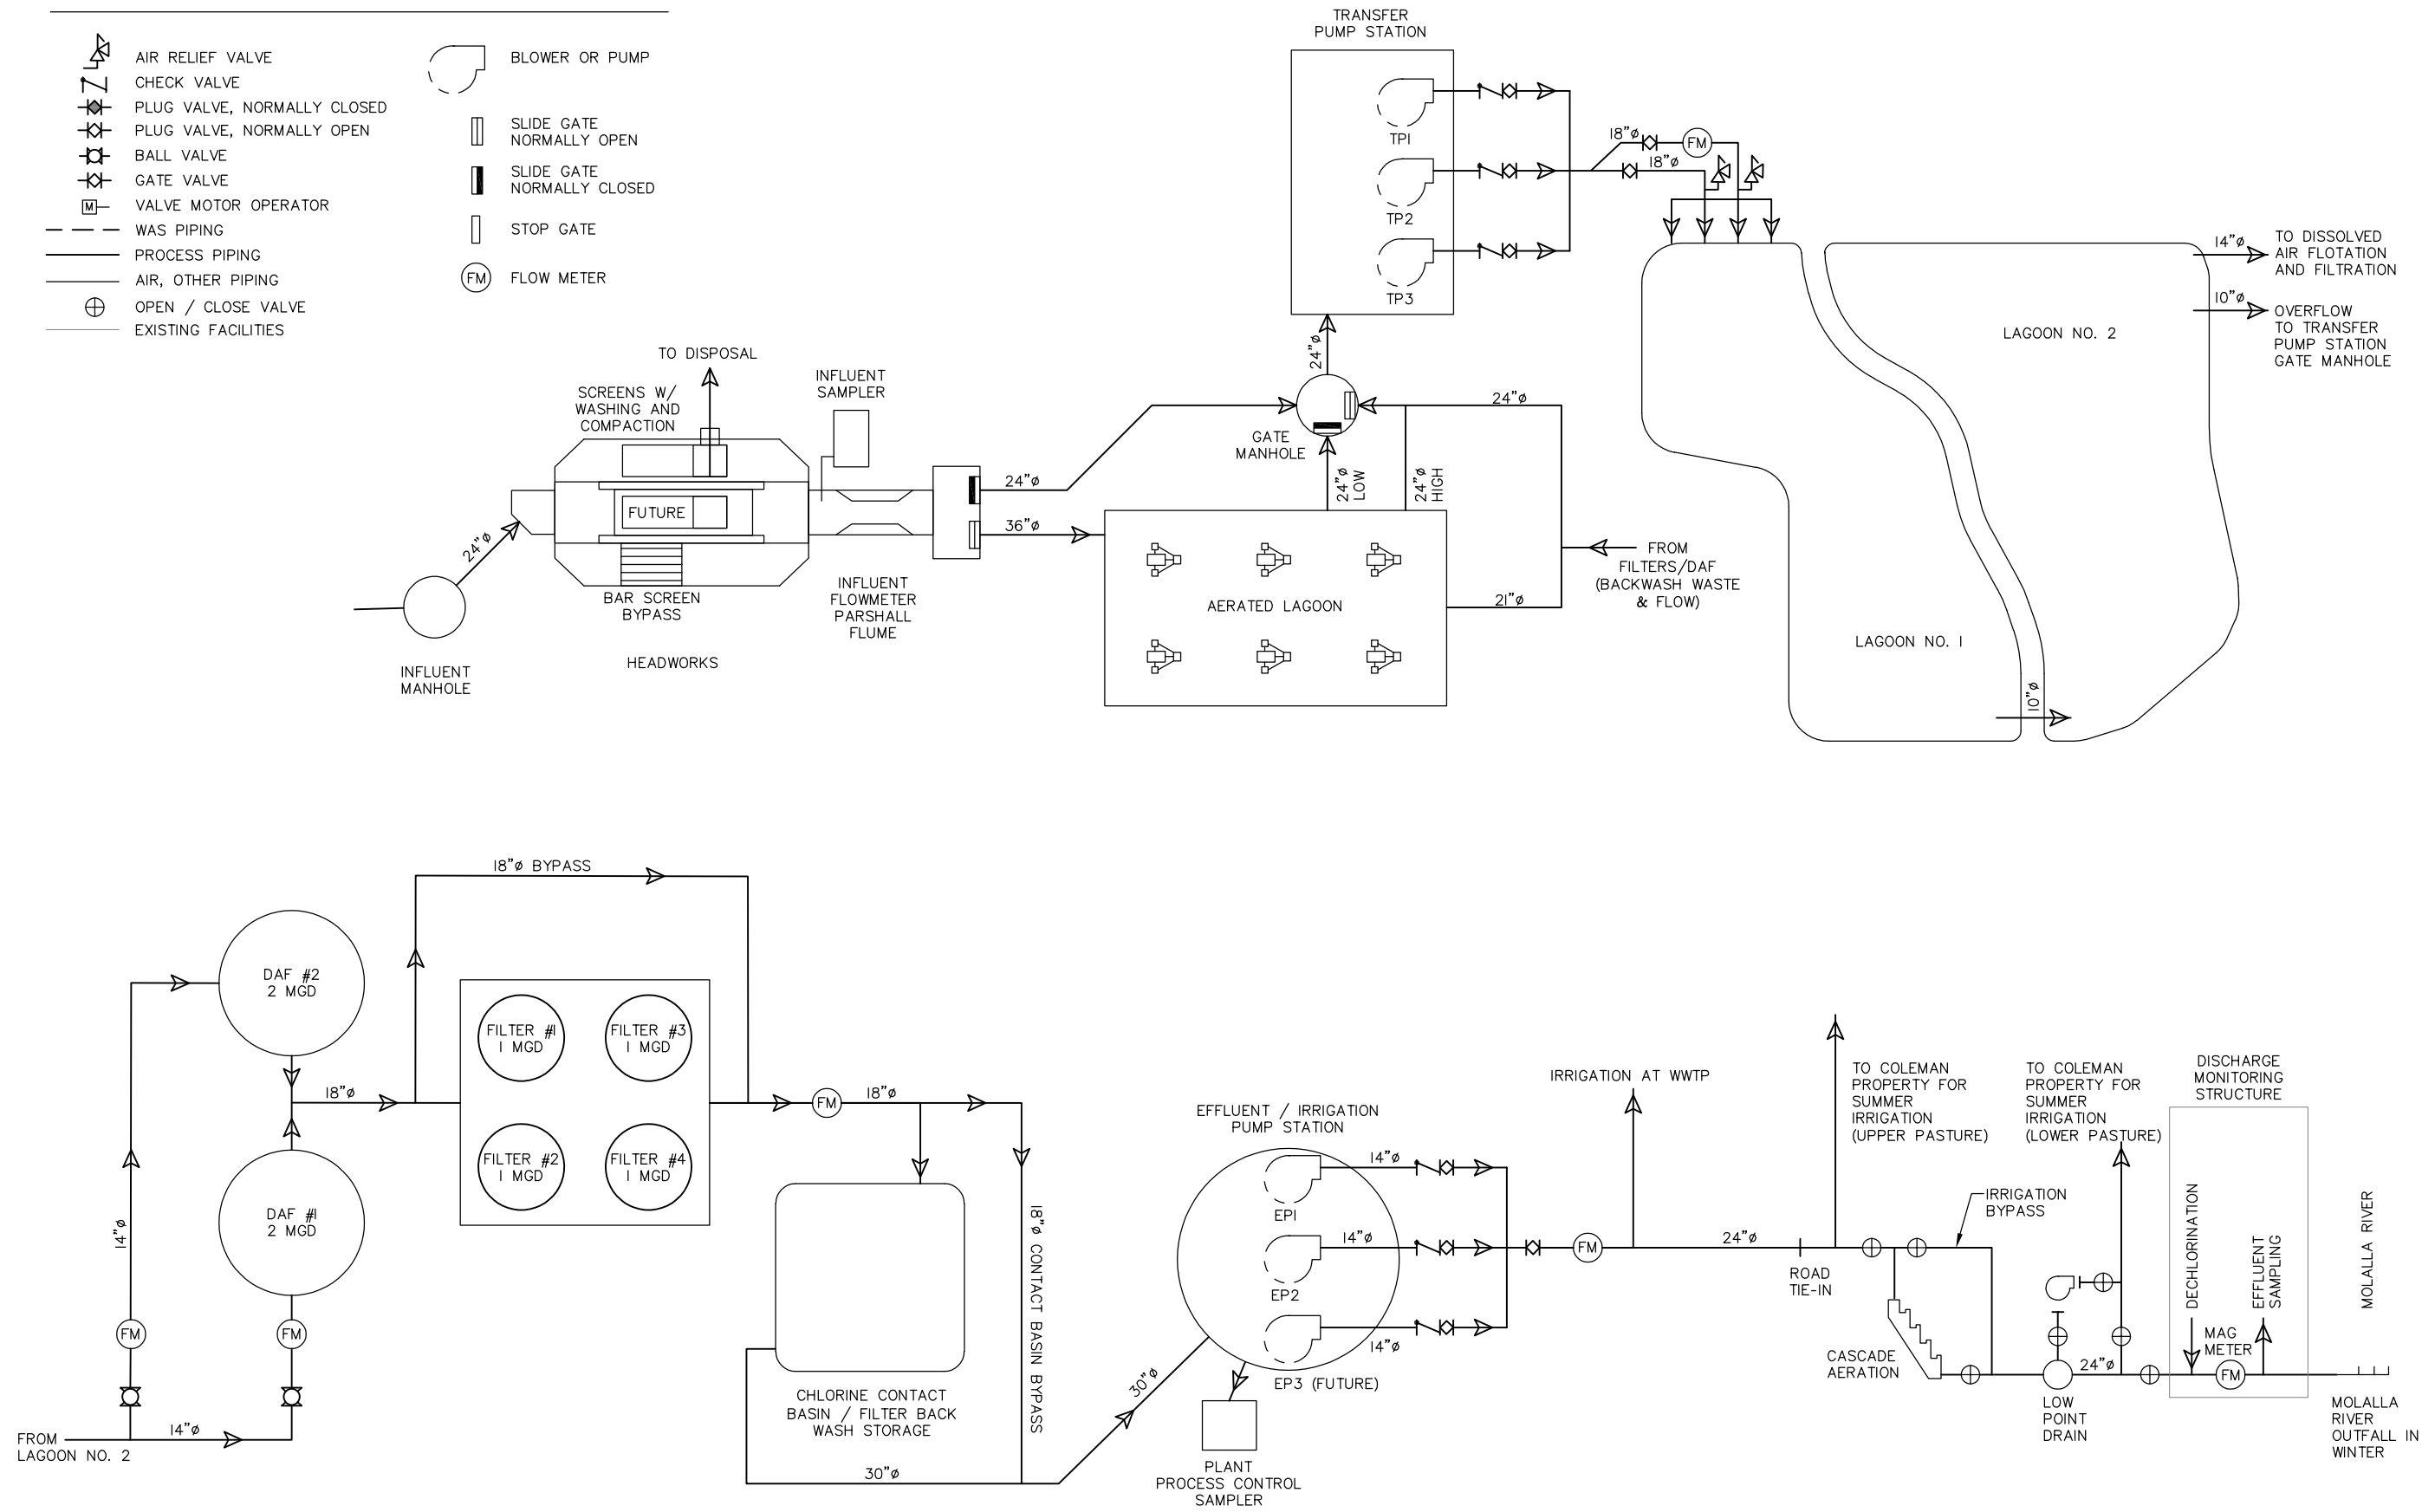 AIR RELIEF VALVE
CHECK VALVE
PLUG VALVE, NORMALLY CLOSED
PLUG VALVE, NORMALLY OPEN
BALL VALVE
GATE VALVE
M
VALVE MOTOR OPERATOR
WAS PIPING
PROCESS PIPING
AIR, OTHER PIPING
OPEN / CLOSE VALVE
EXISTING FACILITIES
BLOWER OR PUMP
SLIDE GATE
NORMALLY OPEN
SLIDE GATE
NORMALLY CLOSED
STOP GATE
FM
FLOW METER
TRANSFER
PUMP STATION
TP1
TP2
TP3
18"ø
FM
18"ø
24"ø
GATE
MANHOLE
24"ø
24"ø
LOW
24"ø
HIGH
LAGOON NO. 2
LAGOON NO. 1
10"ø
14"ø
TO DISSOLVED
AIR FLOTATION
AND FILTRATION
10"ø
OVERFLOW
TO TRANSFER
PUMP STATION
GATE MANHOLE
TO DISPOSAL
SCREENS W/
WASHING AND
COMPACTION
INFLUENT
SAMPLER
FUTURE
24"ø
BAR SCREEN
BYPASS
INFLUENT
FLOWMETER
PARSHALL
FLUME
INFLUENT
MANHOLE
HEADWORKS
24"ø
36"ø
AERATED LAGOON
21"ø
FROM
FILTERS/DAF
(BACKWASH WASTE
& FLOW)
18"ø BYPASS
DAF #2
2 MGD
DAF #1
2 MGD
14"ø
FM
FM
14"ø
FROM
LAGOON NO. 2
18"ø
FILTER #1
1 MGD
FILTER #3
1 MGD
FILTER #2
1 MGD
FILTER #4
1 MGD
FM
18"ø
18"ø CONTACT BASIN BYPASS
CHLORINE CONTACT
BASIN / FILTER BACK
WASH STORAGE
30"ø
30"ø
EFFLUENT / IRRIGATION
PUMP STATION
EP1
EP2
EP3 (FUTURE)
14"ø
14"ø
14"ø
PLANT
PROCESS CONTROL
SAMPLER
FM
IRRIGATION AT WWTP
24"ø
ROAD
TIE-IN
TO COLEMAN
PROPERTY FOR
SUMMER
IRRIGATION
(UPPER PASTURE)
IRRIGATION
BYPASS
CASCADE
AERATION
TO COLEMAN
PROPERTY FOR
SUMMER
IRRIGATION
(LOWER PASTURE)
LOW
POINT
DRAIN
24"ø
DISCHARGE
MONITORING
STRUCTURE
DECHLORINATION
EFFLUENT
SAMPLING
MAG
METER
FM
MOLALLA RIVER
MOLALLA
RIVER
OUTFALL IN
WINTER